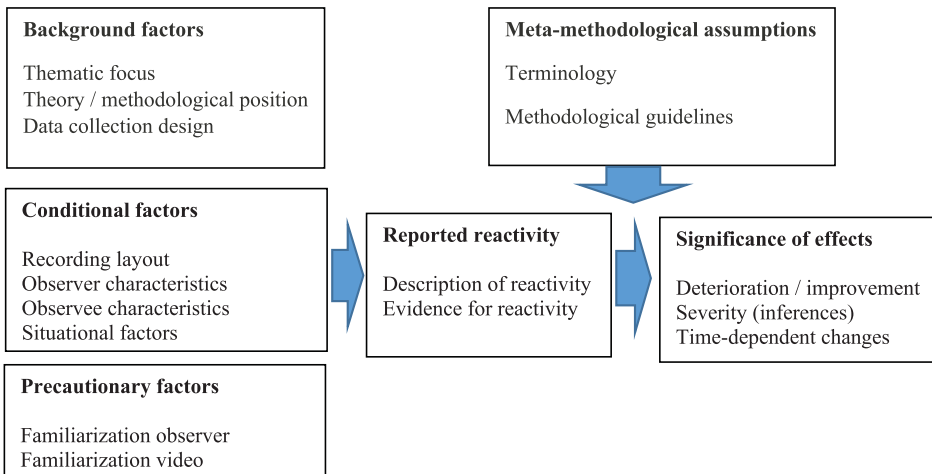 Background factors
Thematic focus
Theory / methodological position
Data collection design
Meta-methodological assumptions
Terminology
Methodological guidelines
Conditional factors
Recording layout
Observer characteristics
Observee characteristics
Situational factors
Reported reactivity
Description of reactivity
Evidence for reactivity
Significance of effects
Deterioration / improvement
Severity (inferences)
Time-dependent changes
Precautionary factors
Familiarization observer
Familiarization video